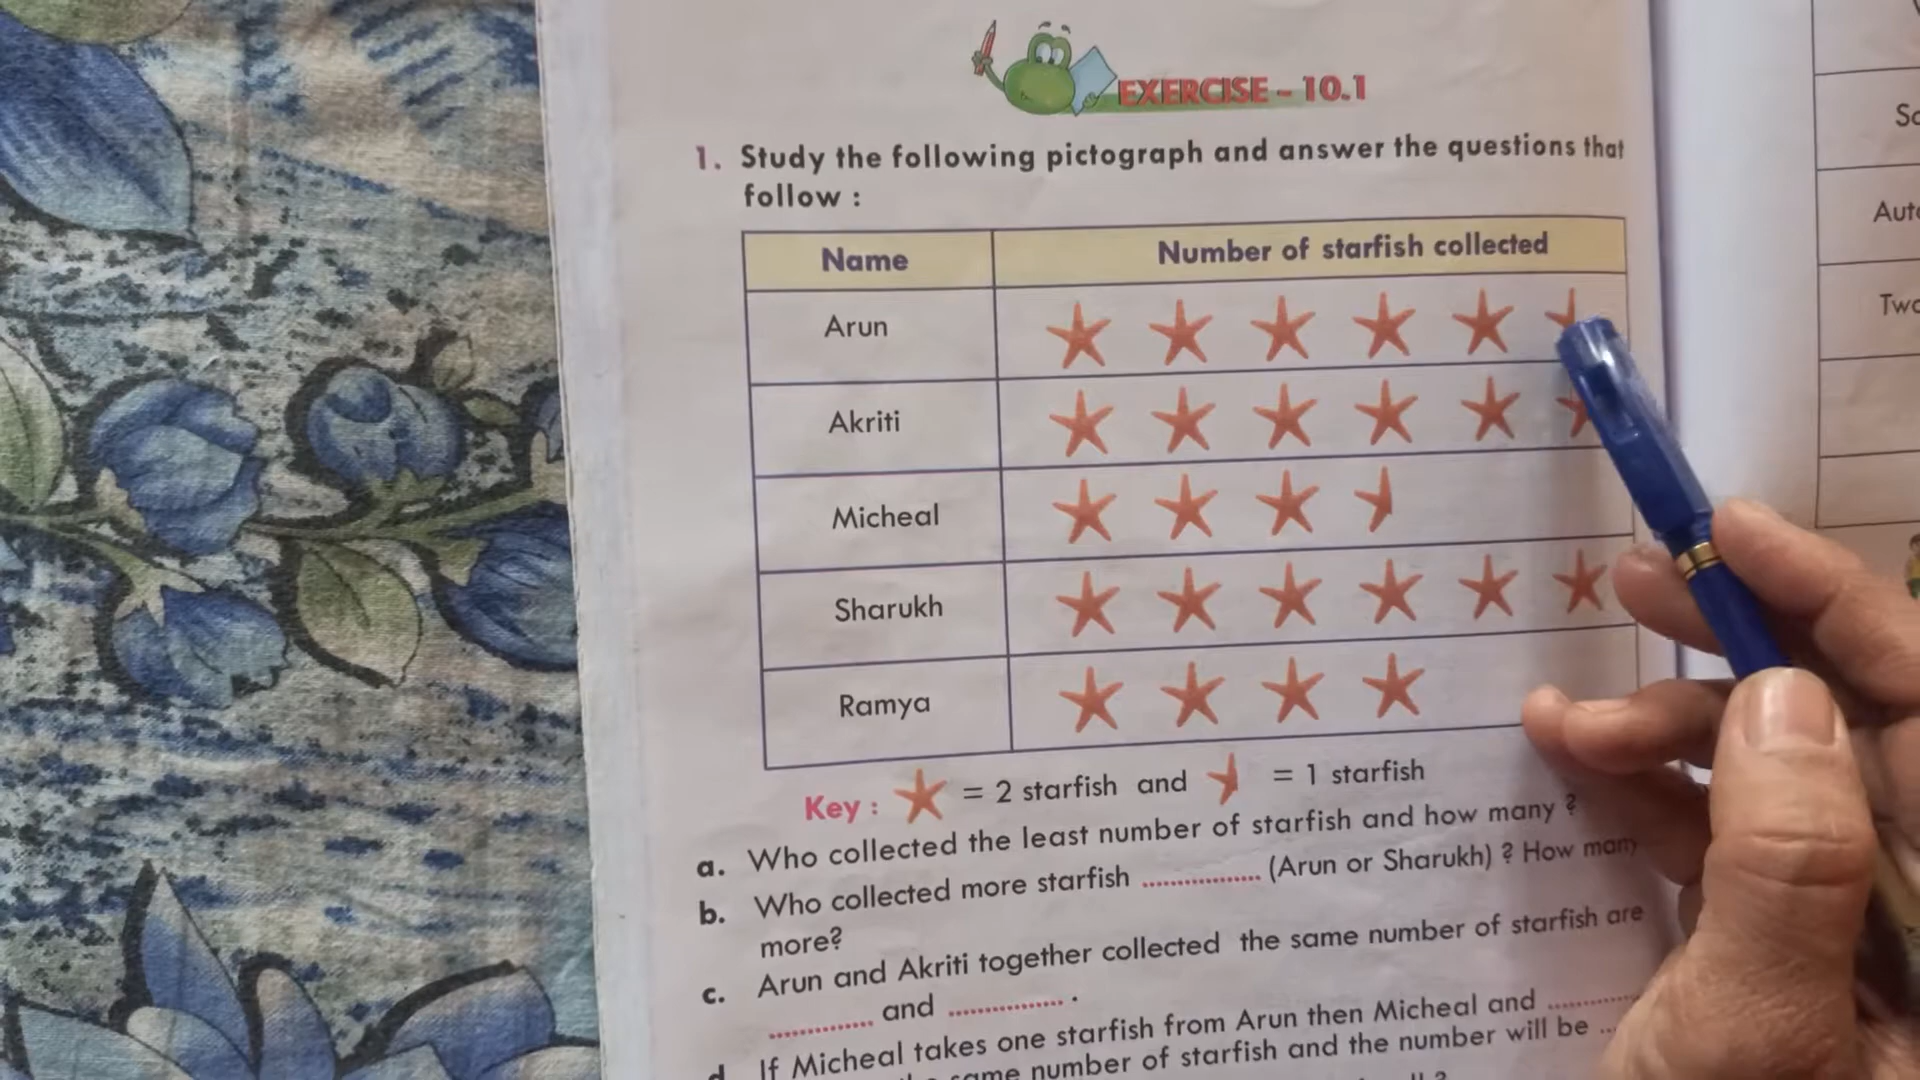 EXERCISE - 10.1
1. Study the following pictograph and answer the questions that
follow :
Name Number of starfish collected
Arun
Akriti
Micheal
Sharukh
Ramya
Key : = 2 starfish and = 1 starfish
a. Who collected the least number of starfish and how many ?
b. Who collected more starfish ................ (Arun or Sharukh) ? How many
more?
c. Arun and Akriti together collected the same number of starfish are
.............. and ................ .
d If Micheal takes one starfish from Arun then Micheal and ............
same number of starfish and the number will be ...
Two